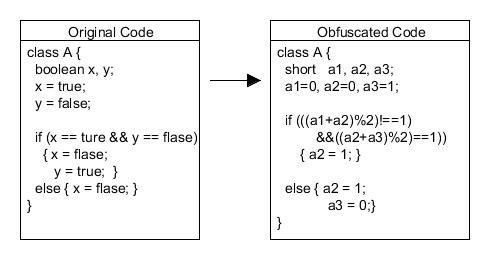 Original Code
class A {
boolean x, y;
x = true;
y = false;
if (x == ture && y == flase)
{ x = flase;
y = true; }
else { x = flase; }
}
Obfuscated Code
class A {
short a1, a2, a3;
a1=0, a2=0, a3=1;
if (((a1+a2)%2)!==1)
&&((a2+a3)%2)==1))
{ a2 = 1; }
else { a2 = 1;
a3 = 0;}
}